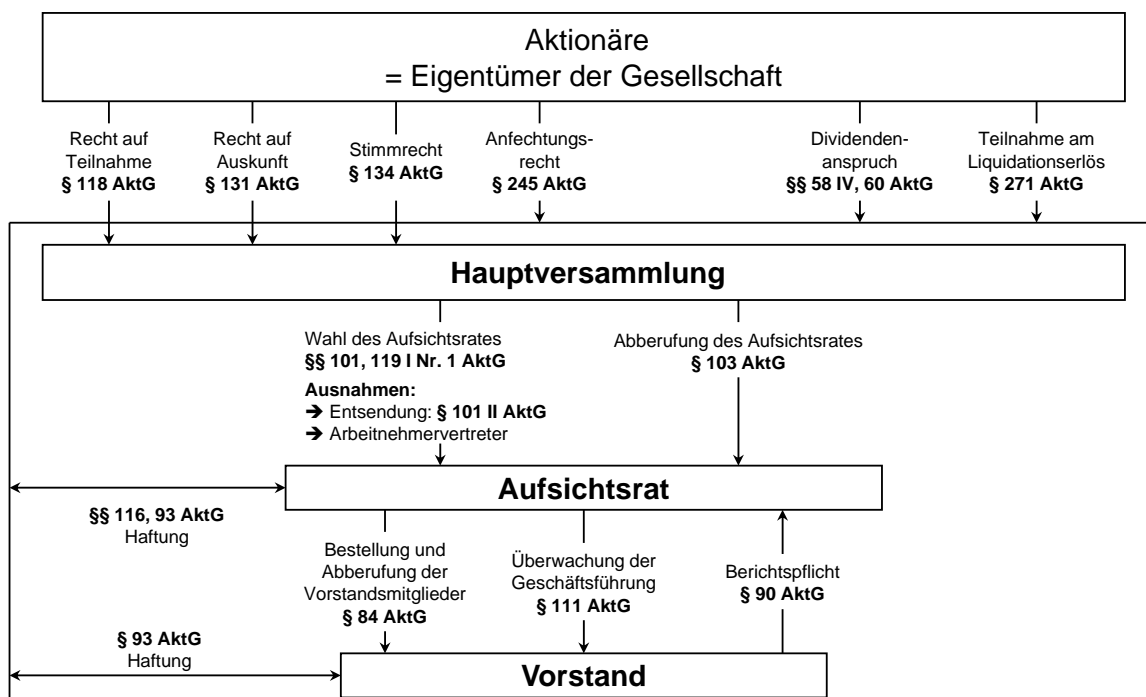 Aktionäre
= Eigentümer der Gesellschaft
Recht auf
Teilnahme
§ 118 AktG
Recht auf
Auskunft
§ 131 AktG
Stimmrecht
§ 134 AktG
Anfechtungs-
recht
§ 245 AktG
Dividenden-
anspruch
§§ 58 IV, 60 AktG
Teilnahme am
Liquidationserlös
§ 271 AktG
Hauptversammlung
Wahl des Aufsichtsrates
§§ 101, 119 I Nr. 1 AktG
Ausnahmen:
➔ Entsendung: § 101 II AktG
➔ Arbeitnehmervertreter
Abberufung des Aufsichtsrates
§ 103 AktG
Aufsichtsrat
§§ 116, 93 AktG
Haftung
Bestellung und
Abberufung der
Vorstandsmitglieder
§ 84 AktG
Überwachung der
Geschäftsführung
§ 111 AktG
Berichtspflicht
§ 90 AktG
§ 93 AktG
Haftung
Vorstand